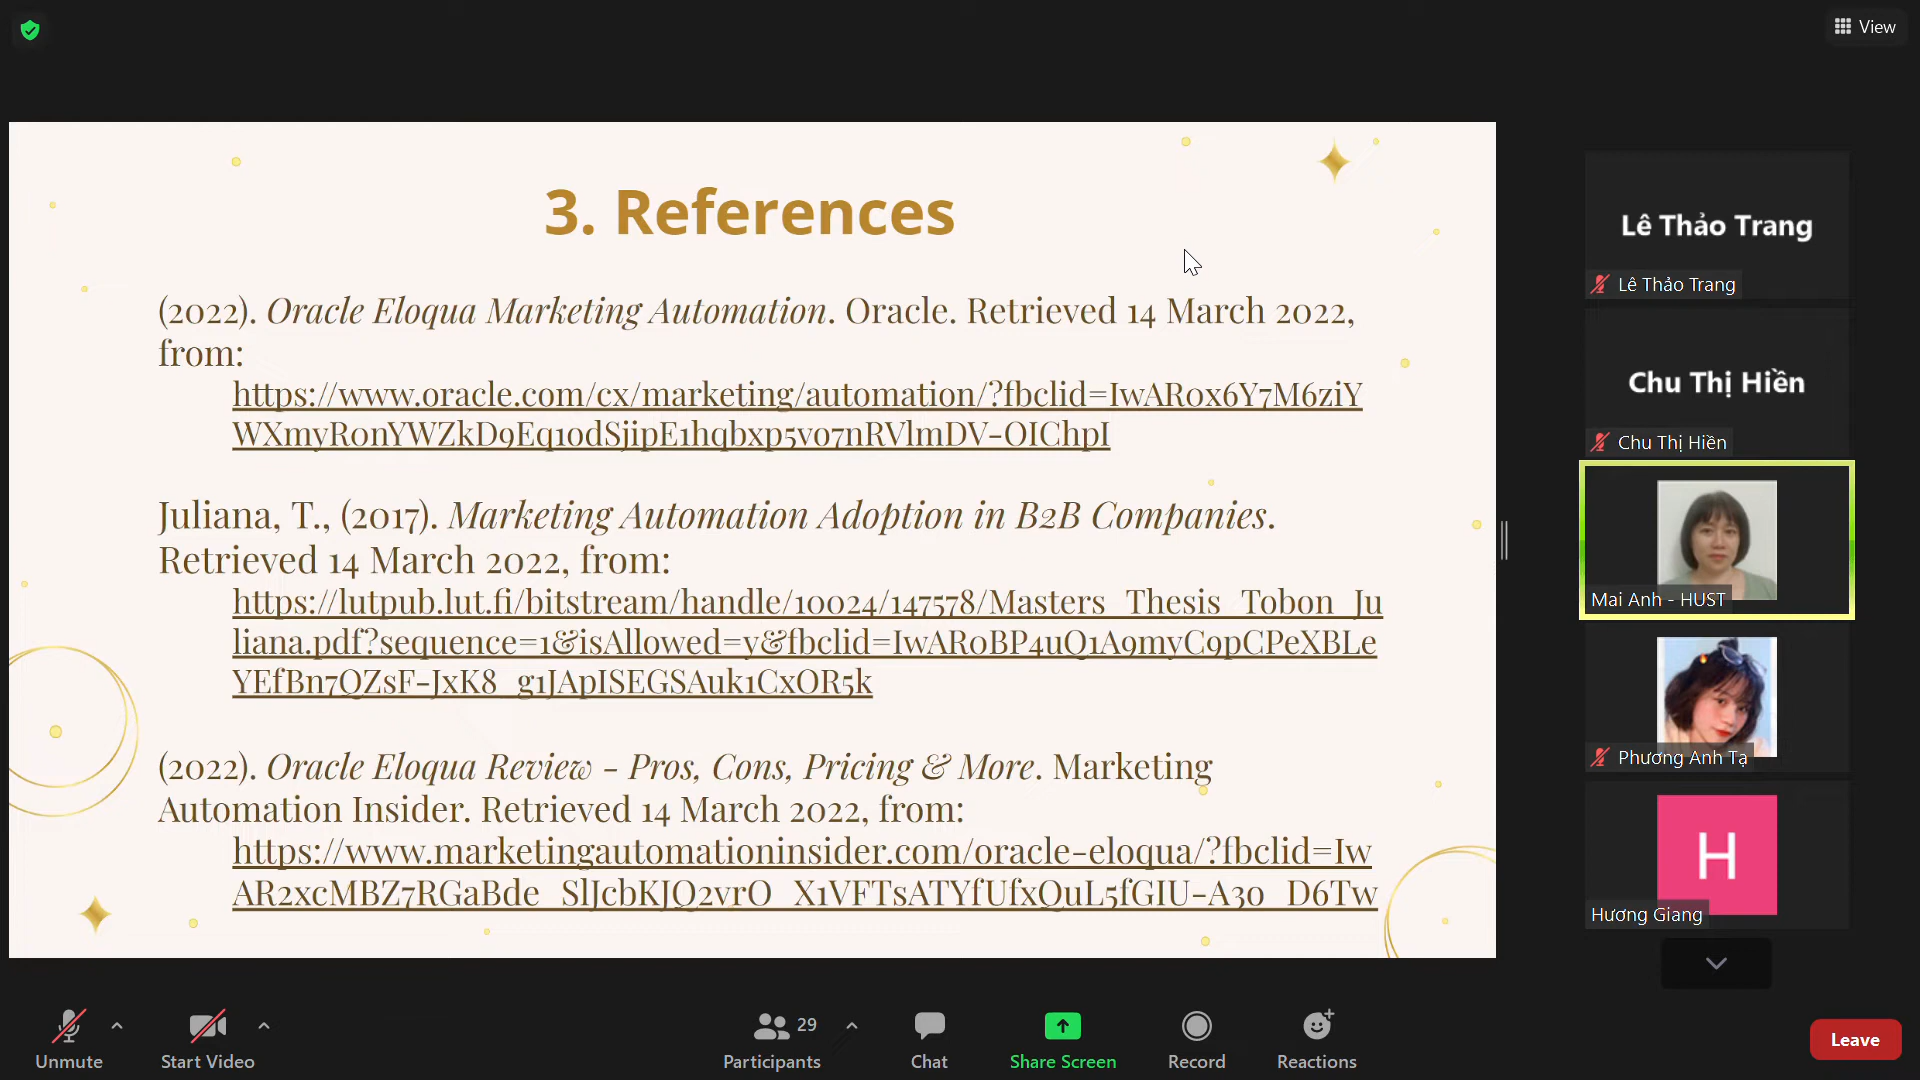 View
3. References
(2022). Oracle Eloqua Marketing Automation. Oracle. Retrieved 14 March 2022,
from:
https://www.oracle.com/cx/marketing/automation/?fbclid=IwAR0x6Y7M6ziY
WXmyR0nYWZkD9Eq10dSjipE1hqbxp5vo7nRVlmDV-OIChpI
Juliana, T., (2017). Marketing Automation Adoption in B2B Companies.
Retrieved 14 March 2022, from:
https://lutpub.lut.fi/bitstream/handle/10024/147578/Masters_Thesis_Tobon_Ju
liana.pdf?sequence=1&isAllowed=y&fbclid=IwAR0BP4uQ1A9myC9pCPeXBLe
YEfBn7QZsF-JxK8_g1JApISEGSAuk1CxOR5k
(2022). Oracle Eloqua Review - Pros, Cons, Pricing & More. Marketing
Automation Insider. Retrieved 14 March 2022, from:
https://www.marketingautomationinsider.com/oracle-eloqua/?fbclid=Iw
AR2xcMBZ7RGaBde_SlJcbKJQ2vrO_X1VFTsATYfUfxQuL5fGIU-A30_D6Tw
Lê Thảo Trang
Lê Thảo Trang
Chu Thị Hiền
Chu Thị Hiền
Mai Anh - HUST
Phương Anh Tạ
H
Hương Giang
Unmute
Start Video
29
Participants
Chat
Share Screen
Record
Reactions
Leave